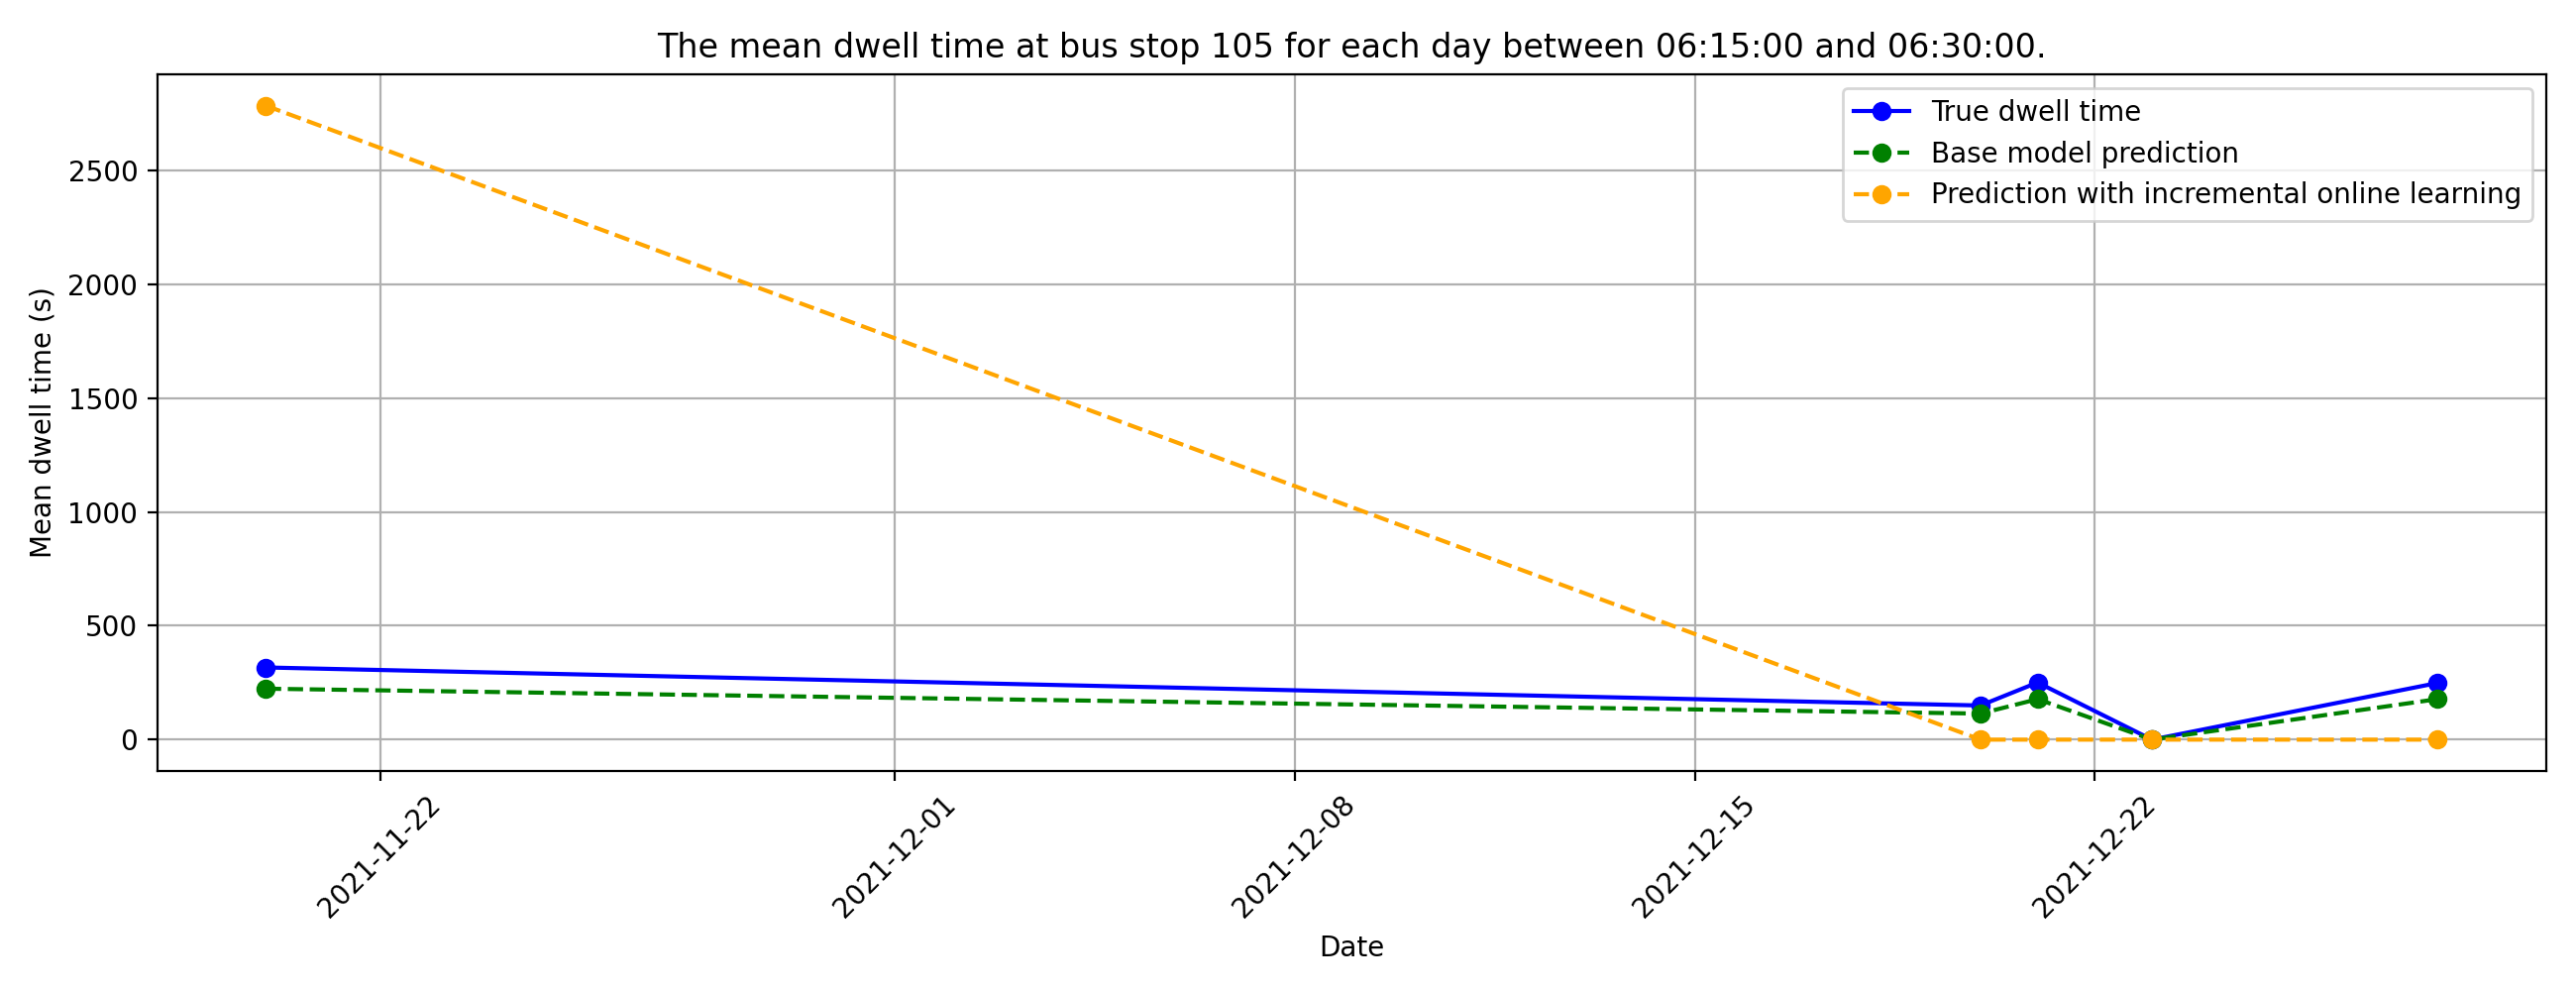 The mean dwell time at bus stop 105 for each day between 06:15:00 and 06:30:00.
True dwell time
Base model prediction
Prediction with incremental online learning
Mean dwell time (s)
2500
2000
1500
1000
500
0
2021-11-22
2021-12-01
2021-12-08
2021-12-15
2021-12-22
Date